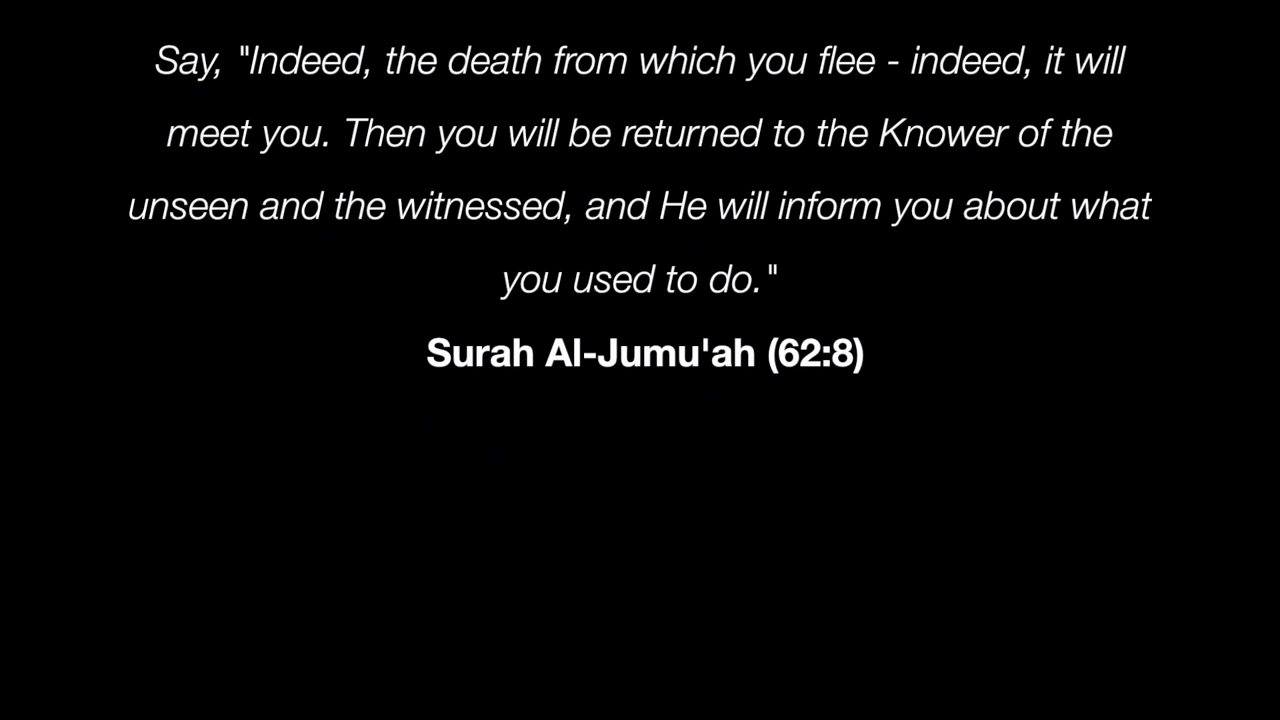 Say, "Indeed, the death from which you flee - indeed, it will
meet you. Then you will be returned to the Knower of the
unseen and the witnessed, and He will inform you about what
you used to do."
Surah Al-Jumu'ah (62:8)